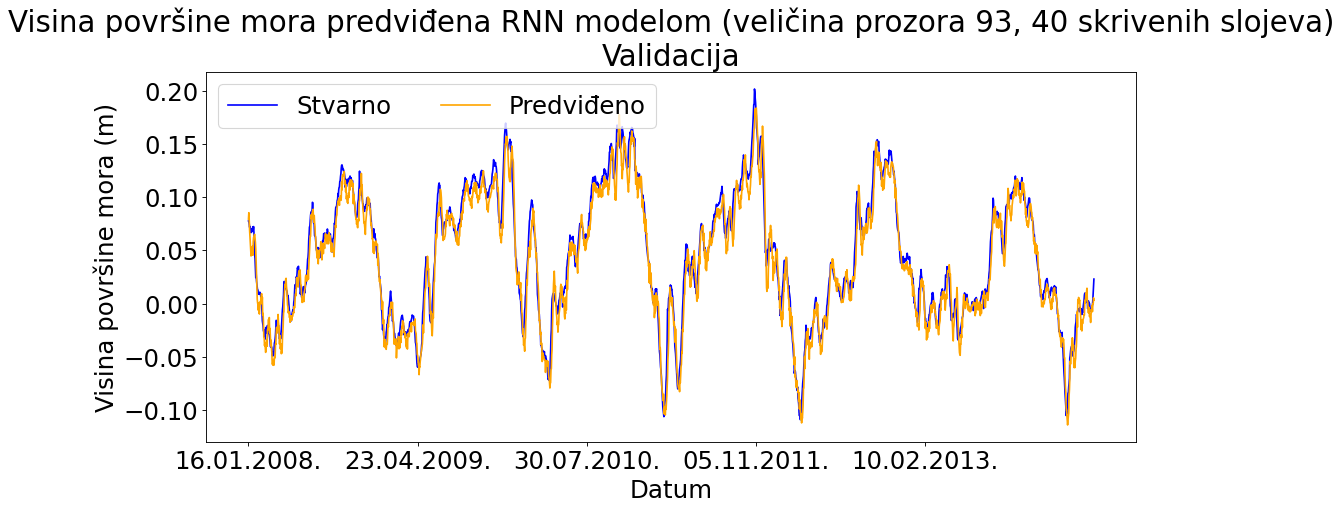 Visina površine mora predviđena RNN modelom (veličina prozora 93, 40 skrivenih slojeva)
Validacija
Stvarno
Predviđeno
Visina površine mora (m)
0.20
0.15
0.10
0.05
0.00
−0.05
−0.10
16.01.2008. 23.04.2009. 30.07.2010. 05.11.2011. 10.02.2013.
Datum